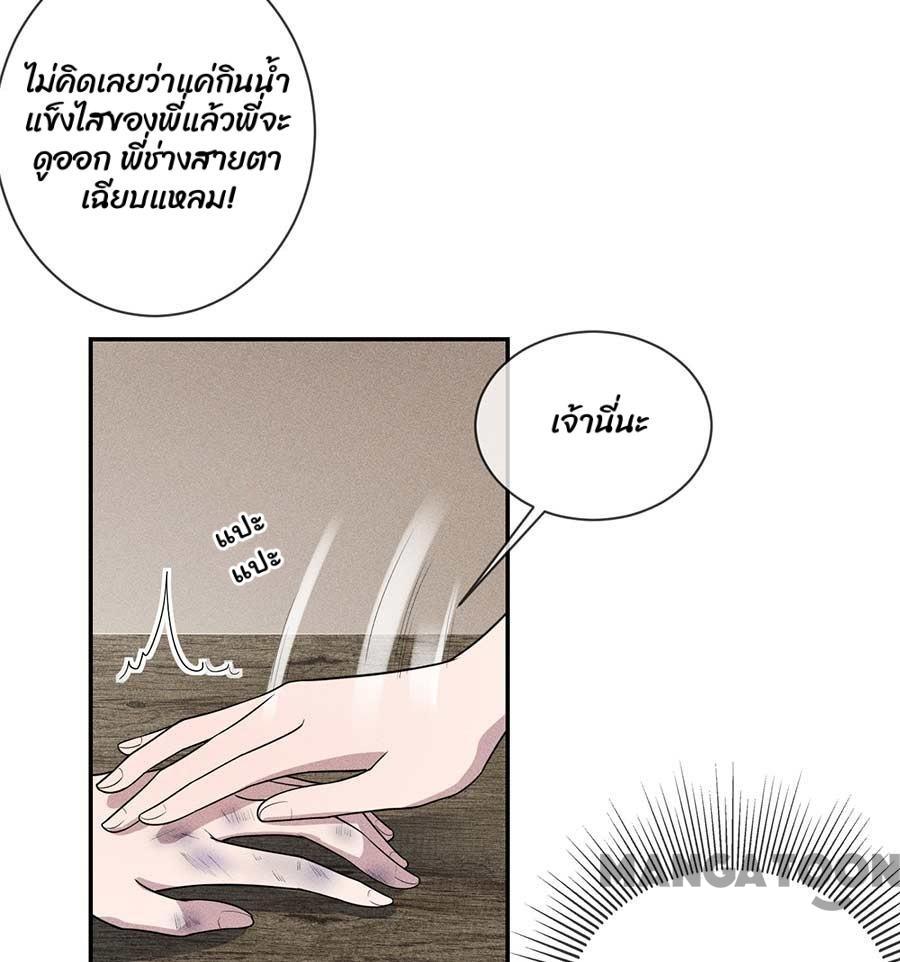 ไม่คิดเลยว่าแค่กินน้ำ
แข็งไสของพี่แล้วพี่จะ
ดูออก พี่ช่างสายตา
เฉียบแหลม!
เจ้านี่นะ
แปะ
แปะ
MANGATOON